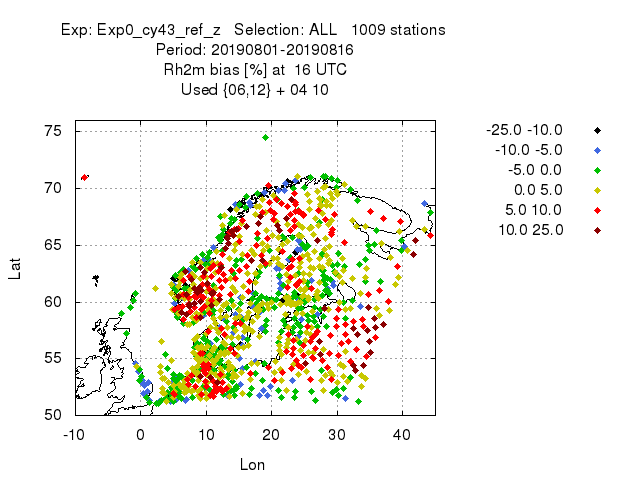 Exp: Exp0_cy43_ref_z   Selection: ALL   1009 stations
Period: 20190801-20190816
Rh2m bias [%] at  16 UTC
Used {06,12} + 04 10
-25.0 -10.0
-10.0 -5.0
-5.0 0.0
0.0 5.0
5.0 10.0
10.0 25.0
75
70
65
60
55
50
Lat
-10 0 10 20 30 40
Lon